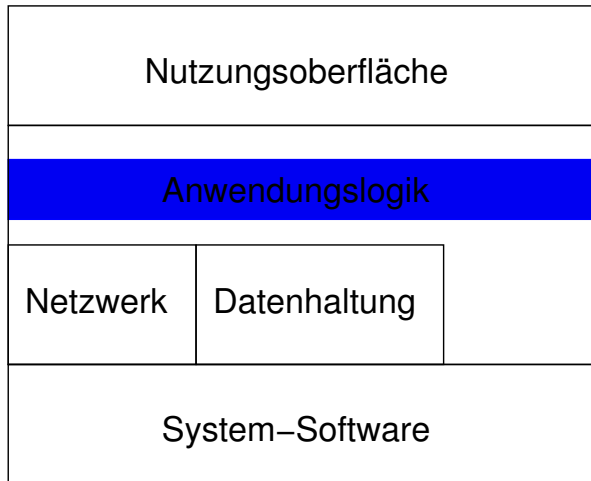 Nutzungsoberfläche
Anwendungslogik
Netzwerk Datenhaltung
System−Software